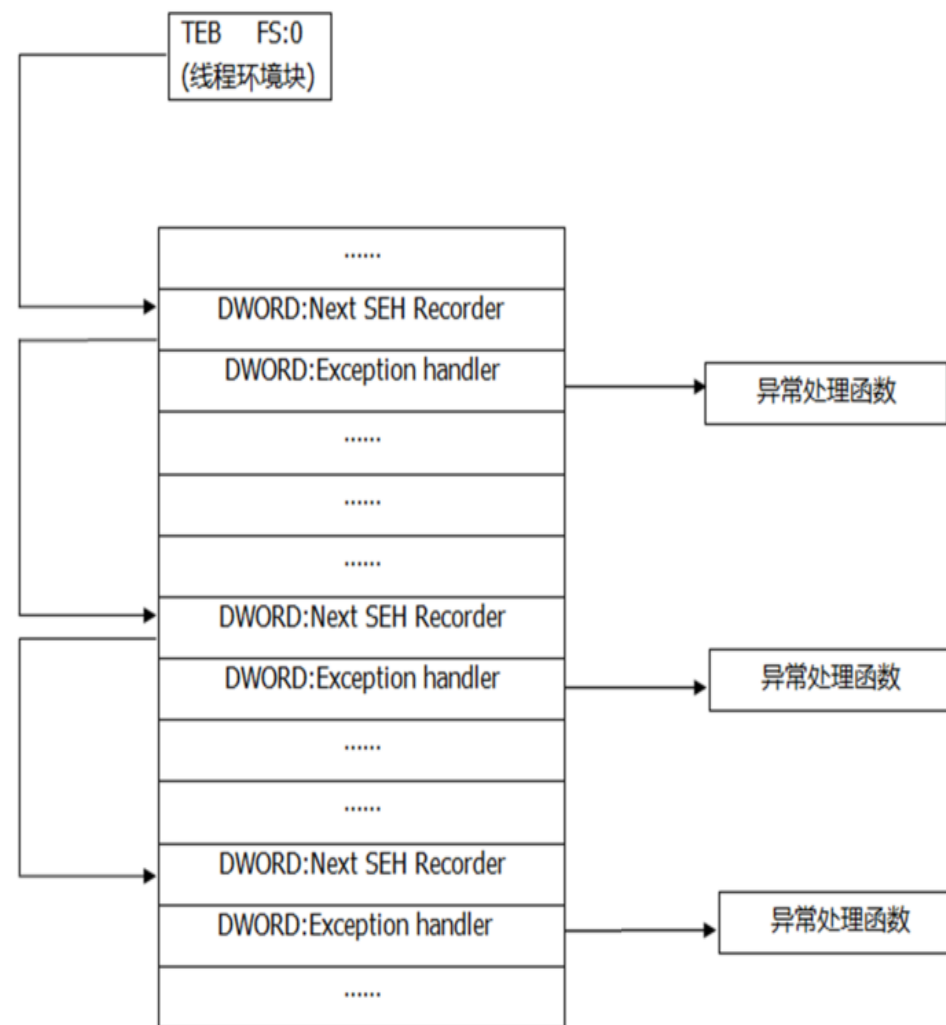 TEB FS:0
(线程环境块)
......
DWORD:Next SEH Recorder
DWORD:Exception handler
异常处理函数
......
......
......
DWORD:Next SEH Recorder
DWORD:Exception handler
异常处理函数
......
......
DWORD:Next SEH Recorder
DWORD:Exception handler
异常处理函数
......